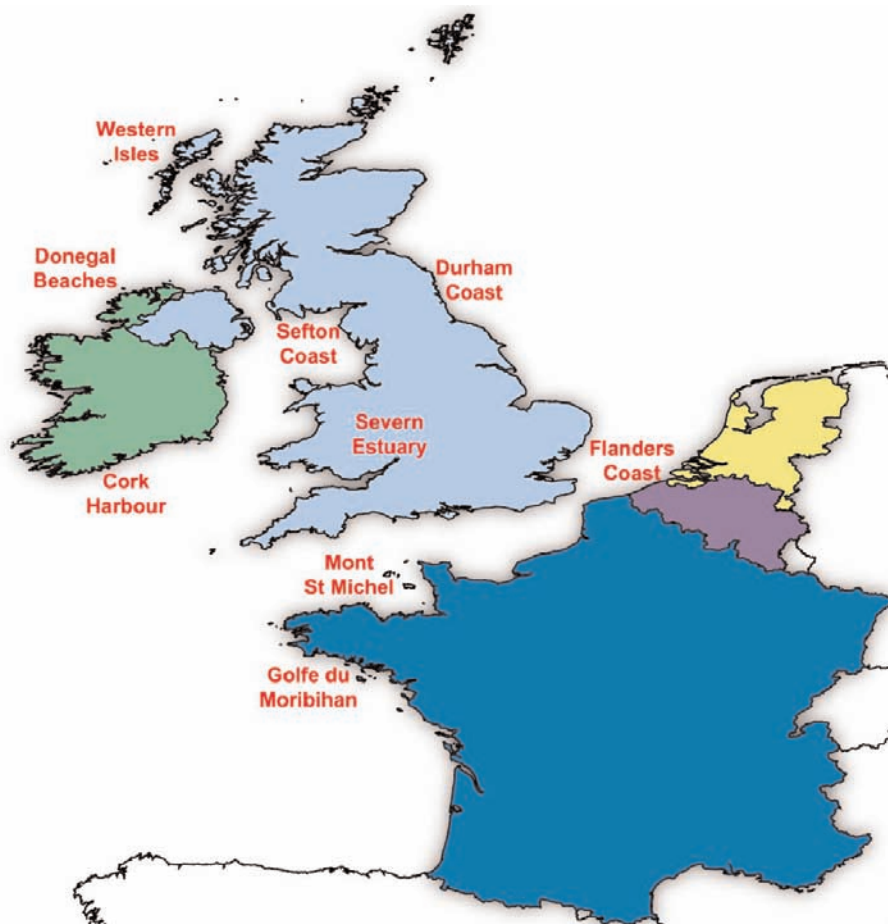 Western
Isles
Donegal
Beaches
Durham
Coast
Sefton
Coast
Severn
Estuary
Flanders
Coast
Cork
Harbour
Mont
St Michel
Golfe du
Moribihan